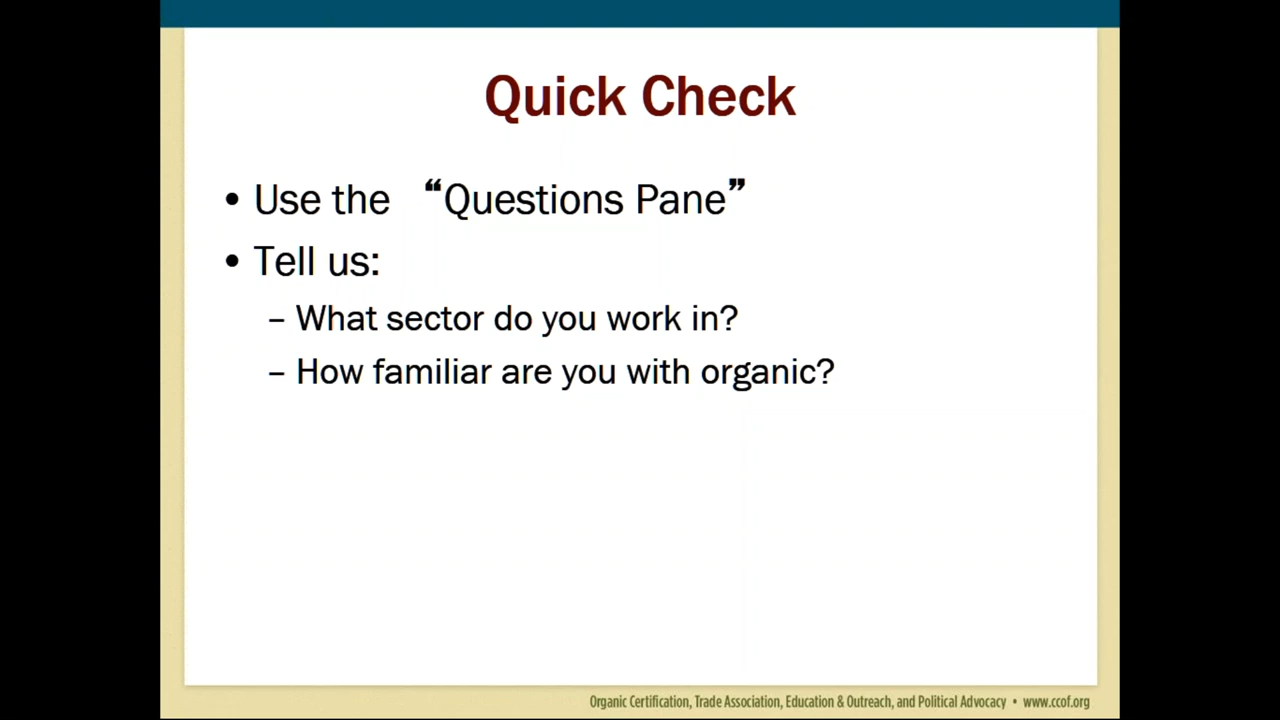 Quick Check
• Use the “Questions Pane”
• Tell us:
– What sector do you work in?
– How familiar are you with organic?
Organic Certification, Trade Association, Education & Outreach, and Political Advocacy • www.ccof.org